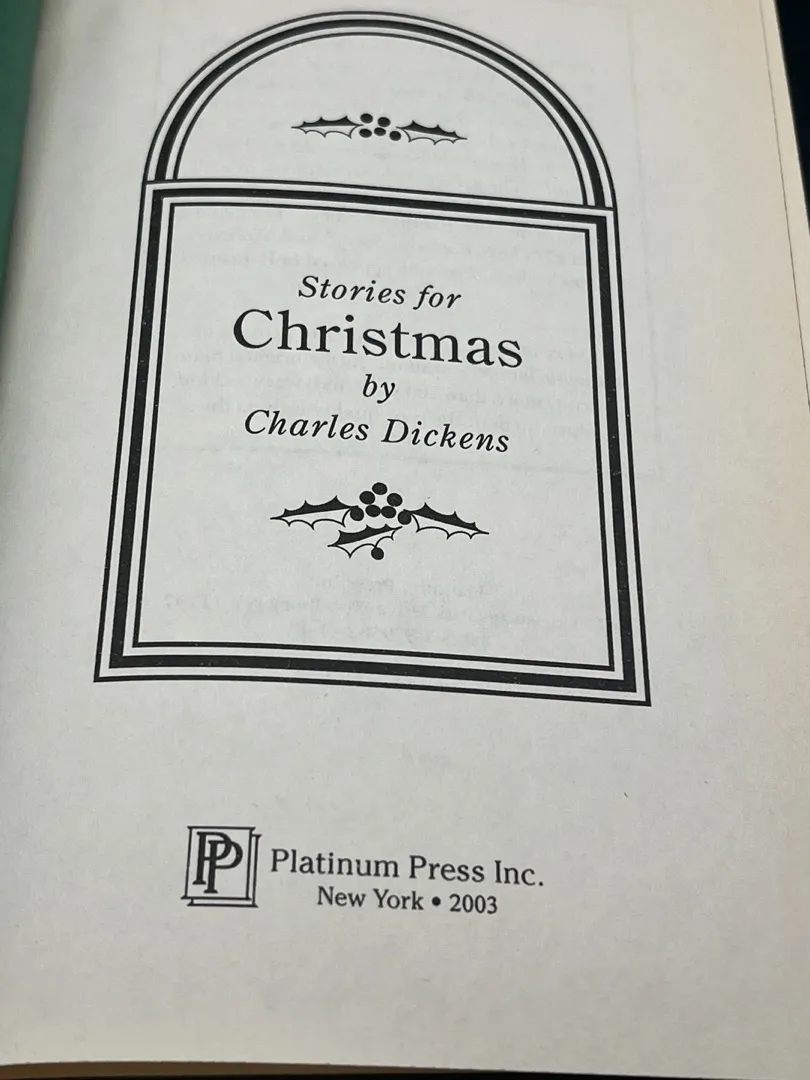 Stories for
Christmas
by
Charles Dickens
PP
Platinum Press Inc.
New York • 2003